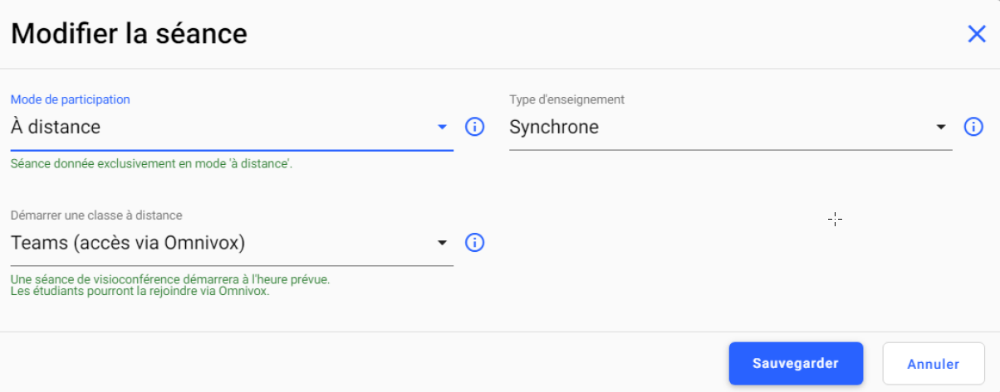 Modifier la séance
Mode de participation
À distance
Séance donnée exclusivement en mode 'à distance'.
Type d'enseignement
Synchrone
Démarrer une classe à distance
Teams (accès via Omnivox)
Une séance de visioconférence démarrera à l'heure prévue.
Les étudiants pourront la rejoindre via Omnivox.
Sauvegarder
Annuler